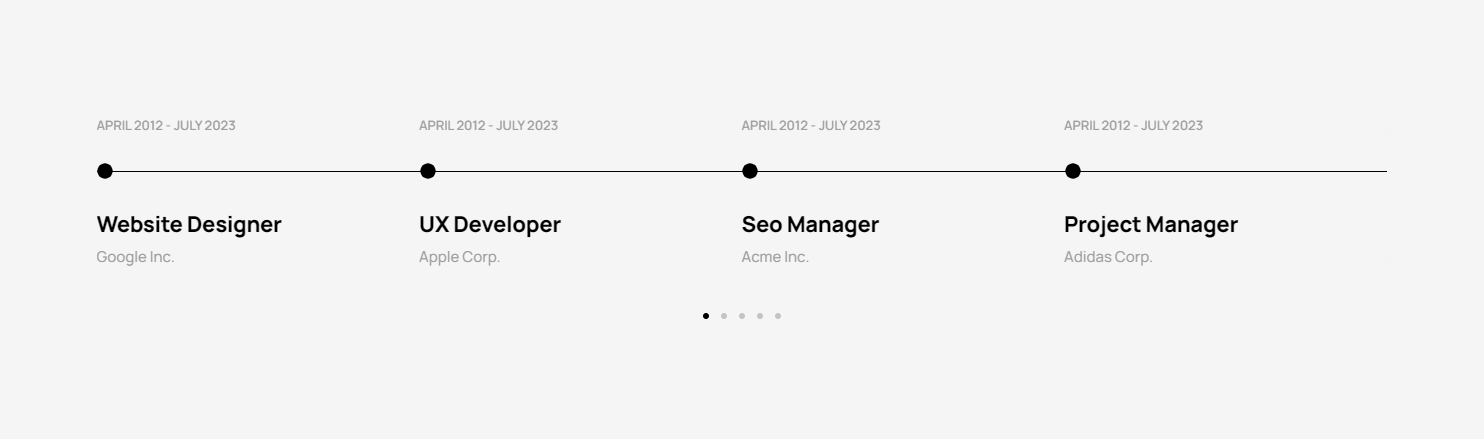 APRIL 2012 - JULY 2023
APRIL 2012 - JULY 2023
APRIL 2012 - JULY 2023
APRIL 2012 - JULY 2023
Website Designer
UX Developer
Seo Manager
Project Manager
Google Inc.
Apple Corp.
Acme Inc.
Adidas Corp.